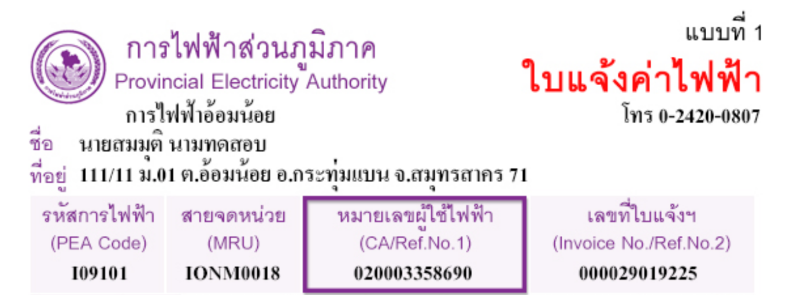 แบบที่ 1
การไฟฟ้าส่วนภูมิภาค
Provincial Electricity Authority
ใบแจ้งค่าไฟฟ้า
การไฟฟ้าอ้อมน้อย
โทร 0-2420-0807
ชื่อ นายสมมุติ นามทดสอบ
ที่อยู่ 111/11 ม.01 ต.อ้อมน้อย อ.กระทุ่มแบน จ.สมุทรสาคร 71
รหัสการไฟฟ้า สายจดหน่วย หมายเลขผู้ใช้ไฟฟ้า เลขที่ใบแจ้งฯ
(PEA Code) (MRU) (CA/Ref.No.1) (Invoice No./Ref.No.2)
I09101 IONM0018 020003358690 000029019225